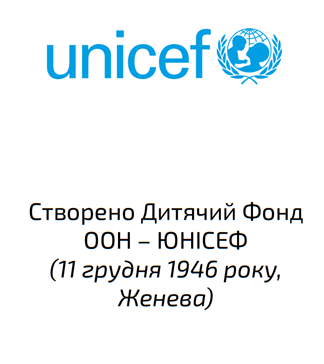 unicef
Створено Дитячий Фонд
ООН – ЮНІСЕФ
(11 грудня 1946 року,
Женева)